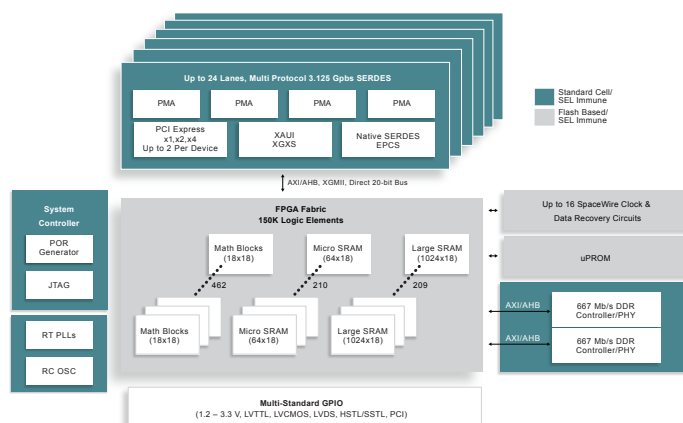 Up to 24 Lanes, Multi Protocol 3.125 Gpbs SERDES
PMA
PMA
PMA
PMA
PCI Express
x1,x2,x4
Up to 2 Per Device
XAUI
XGXS
Native SERDES
EPCS
Standard Cell/
SEL Immune
Flash Based/
SEL Immune
AXI/AHB, XGMII, Direct 20-bit Bus
System
Controller
POR
Generator
JTAG
RT PLLs
RC OSC
FPGA Fabric
150K Logic Elements
Math Blocks
(18x18)
Micro SRAM
(64x18)
Large SRAM
(1024x18)
462
210
209
Math Blocks
(18x18)
Micro SRAM
(64x18)
Large SRAM
(1024x18)
Up to 16 SpaceWire Clock &
Data Recovery Circuits
uPROM
AXI/AHB
667 Mb/s DDR
Controller/PHY
AXI/AHB
667 Mb/s DDR
Controller/PHY
Multi-Standard GPIO
(1.2 – 3.3 V, LVTTL, LVCMOS, LVDS, HSTL/SSTL, PCI)